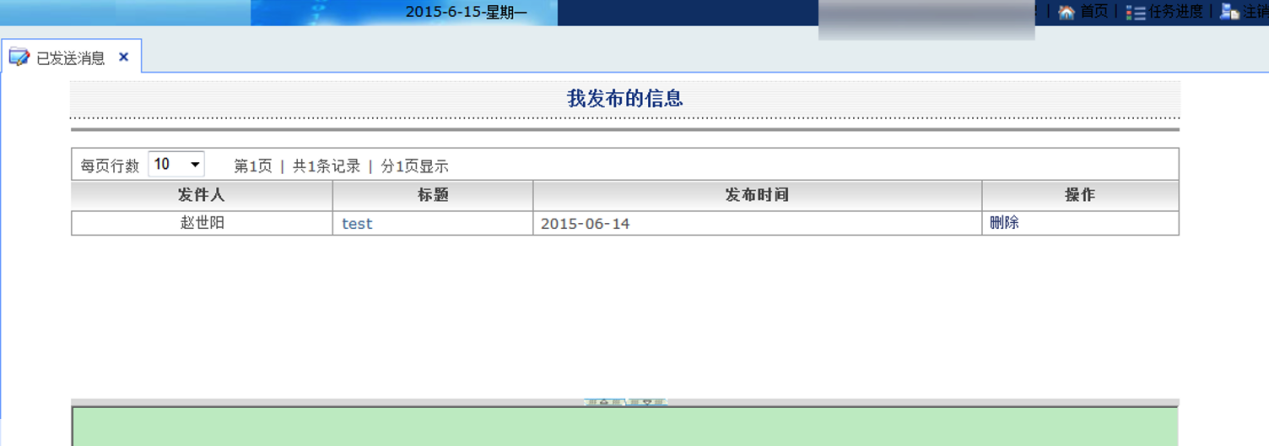 2015-6-15-星期一
| 首页 | 任务进度 | 注销
已发送消息
我发布的信息
每页行数 10 第1页 | 共1条记录 | 分1页显示
发件人 标题 发布时间 操作
赵世阳 test 2015-06-14 删除